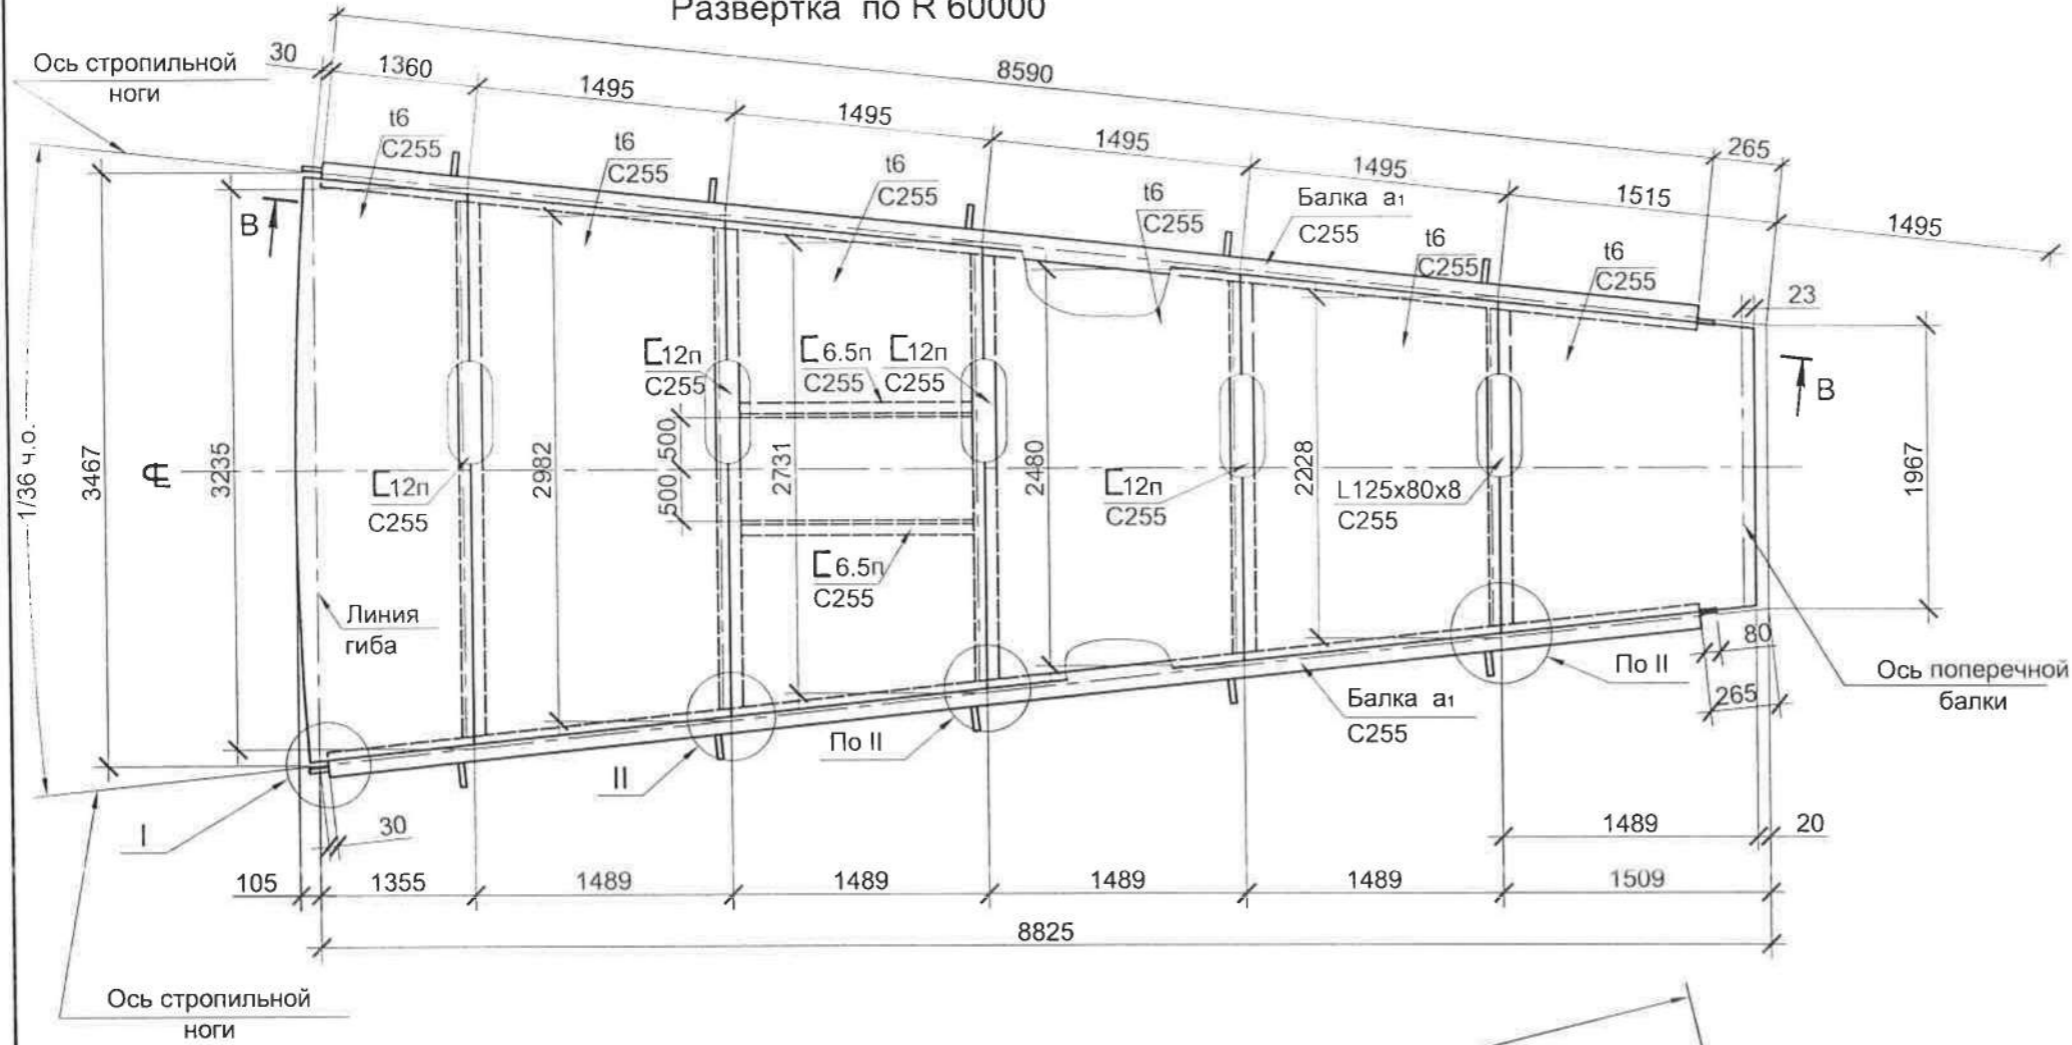 Развертка по R 60000
Ось стропильной
ноги
30
1360
1495
8590
1495
1495
1495
265
1515
1495
t6
C255
t6
C255
t6
C255
t6
C255
Балка а₁
C255
t6
C255
t6
C255
23
B
B
1/36 ч.о.
3467
3235
2982
2731
2480
2228
1967
500
500
[12п
C255
[6.5п
C255
[12п
C255
[12п
C255
[12п
C255
L125x80x8
C255
[6.5п
C255
Линия
гиба
80
По II
265
Ось поперечной
балки
Балка а₁
C255
По II
II
I
30
1489
20
105
1355
1489
1489
1489
1489
1509
8825
Ось стропильной
ноги